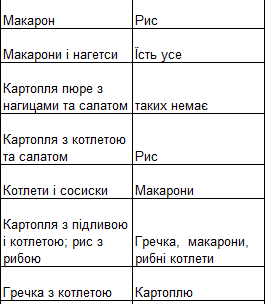 Макарон Рис
Макарони і нагетси Їсть усе
Картопля пюре з
нагицами та салатом таких немає
Картопля з котлетою
та салатом Рис
Котлети і сосиски Макарони
Картопля з підливою
і котлетою; рис з Гречка, макарони,
рибою рибні котлети
Гречка з котлетою Картоплю